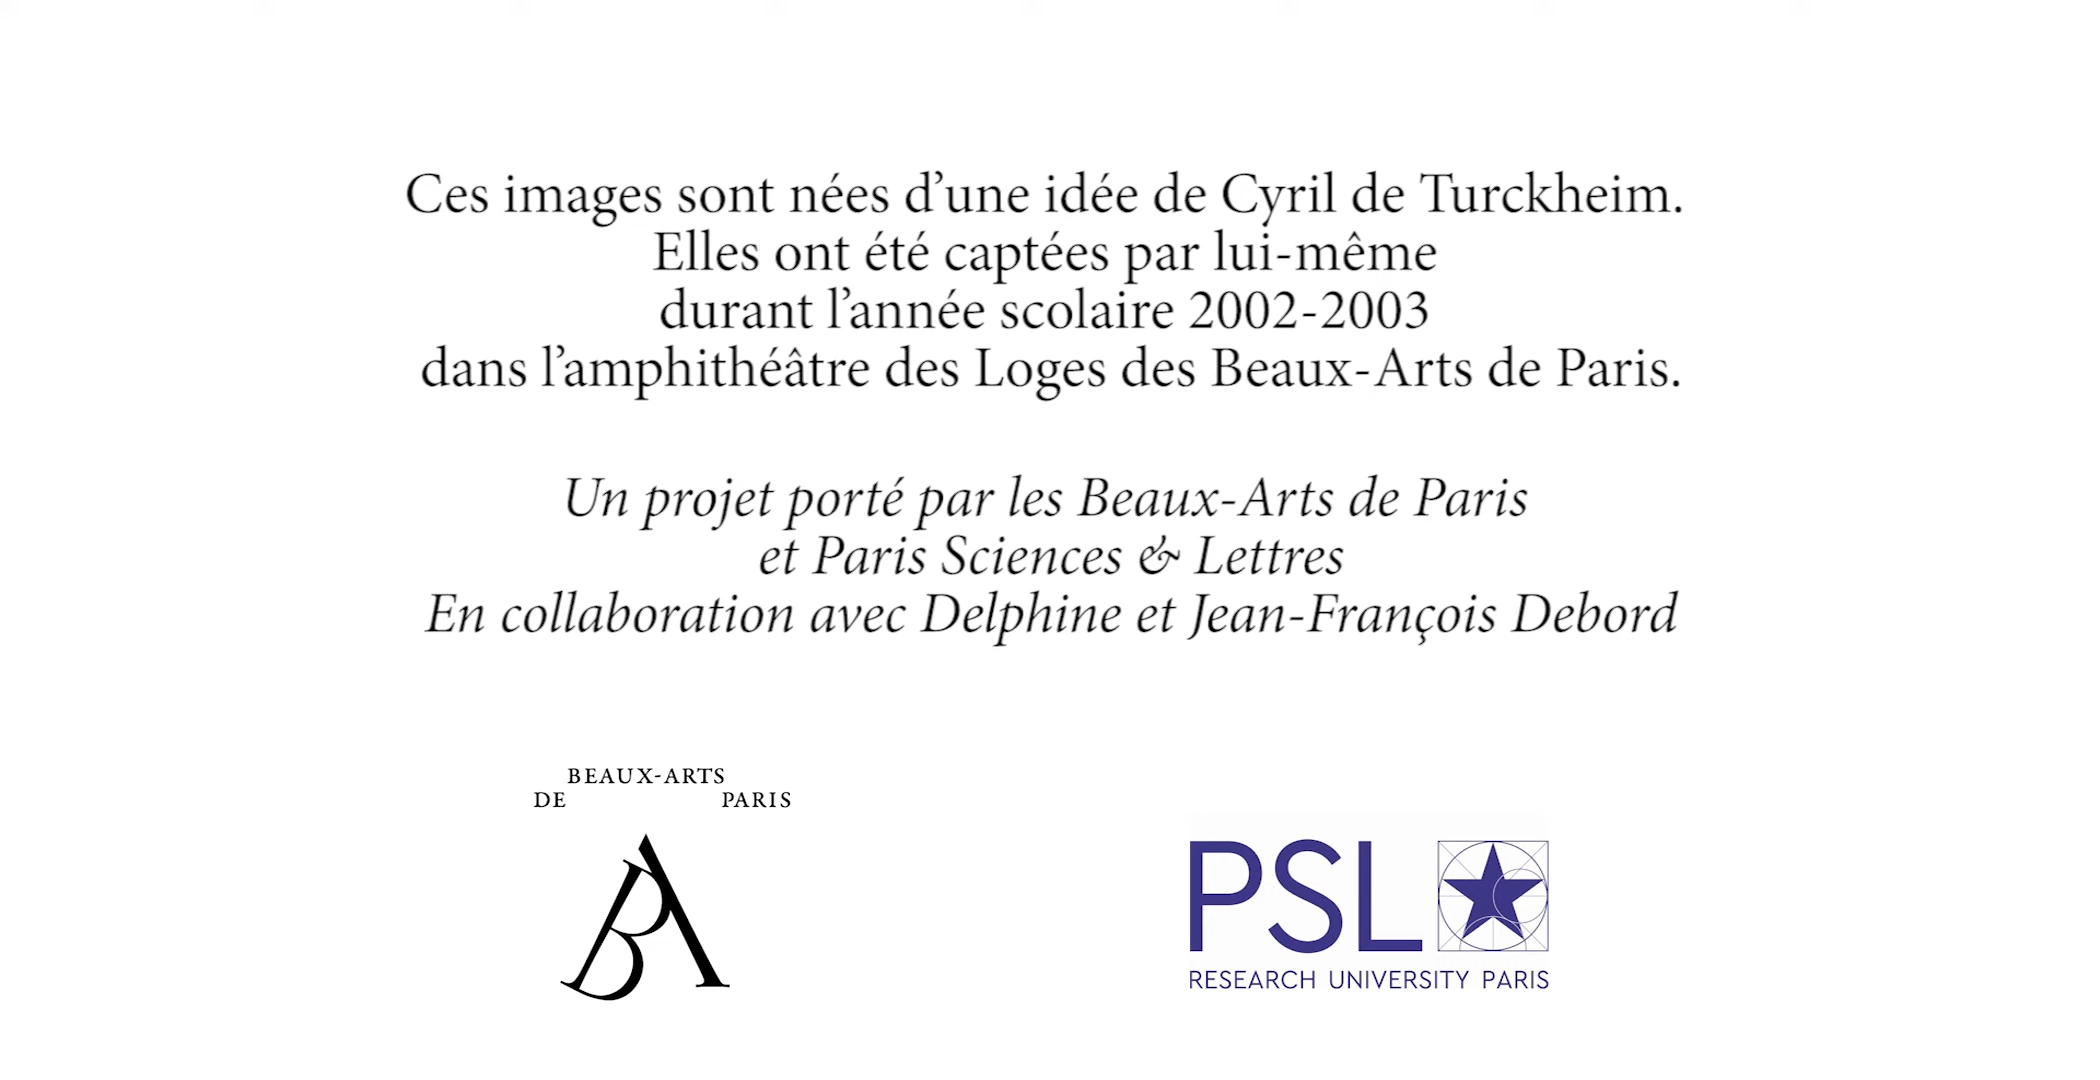 Ces images sont nées d’une idée de Cyril de Turckheim.
Elles ont été captées par lui-même
durant l’année scolaire 2002-2003
dans l’amphithéâtre des Loges des Beaux-Arts de Paris.
Un projet porté par les Beaux-Arts de Paris
et Paris Sciences & Lettres
En collaboration avec Delphine et Jean-François Debord
BEAUX-ARTS
DE PARIS
BA
PSL
RESEARCH UNIVERSITY PARIS